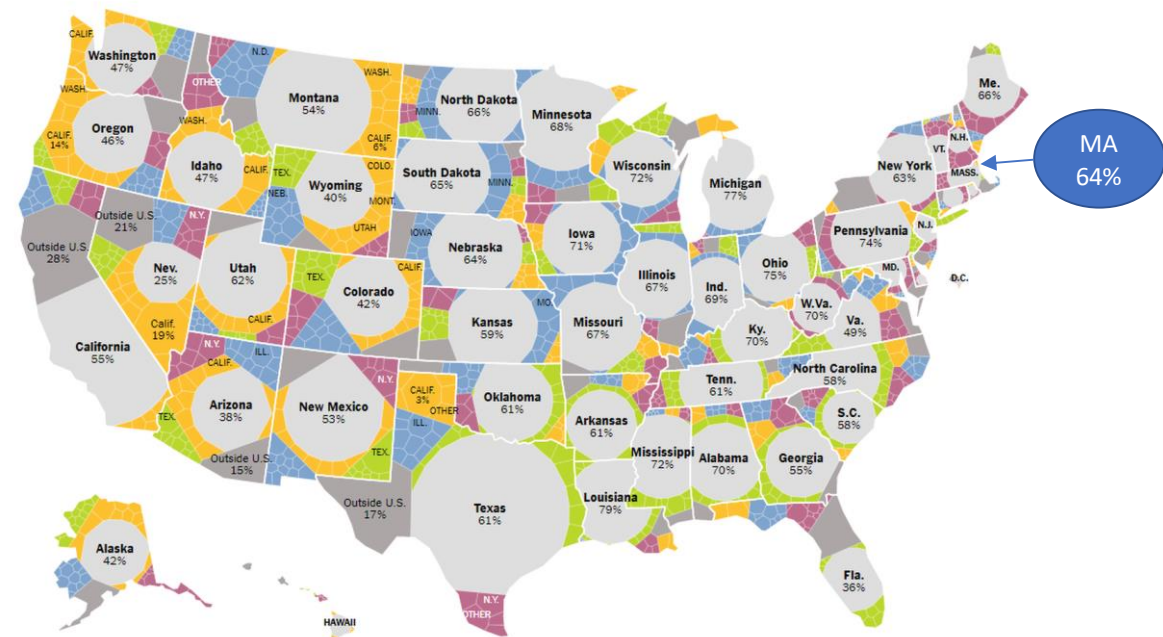 CALIF.
Washington
47%
WASH.
Oregon
46%
CALIF.
14%
N.D.
OTHER
WASH.
Montana
54%
CALIF.
6%
WASH.
Idaho
47%
CALIF.
TEX.
NEB.
Wyoming
40%
COLO.
MONT.
UTAH
MINN.
North Dakota
66%
South Dakota
65%
MINN.
Minnesota
68%
Wisconsin
72%
Michigan
77%
New York
63%
Me.
66%
VT.
N.H.
MASS.
MA
64%
Outside U.S.
28%
California
55%
Outside U.S.
21%
Nev.
25%
Calif.
19%
N.Y.
Utah
62%
CALIF.
TEX.
Colorado
42%
CALIF.
IOWA
Nebraska
64%
Iowa
71%
Kansas
59%
MO.
Missouri
67%
Illinois
67%
Ind.
69%
Ohio
75%
Pennsylvania
74%
N.J.
MD.
D.C.
W.Va.
70%
Va.
49%
Ky.
70%
N.Y.
CALIF.
ILL.
Arizona
38%
TEX.
Outside U.S.
15%
New Mexico
53%
N.Y.
TEX.
CALIF.
3%
OTHER
ILL.
Oklahoma
61%
Arkansas
61%
Tenn.
61%
North Carolina
58%
S.C.
58%
Mississippi
72%
Alabama
70%
Georgia
55%
Outside U.S.
17%
Texas
61%
Louisiana
79%
N.Y.
OTHER
Fla.
36%
Alaska
42%
HAWAII